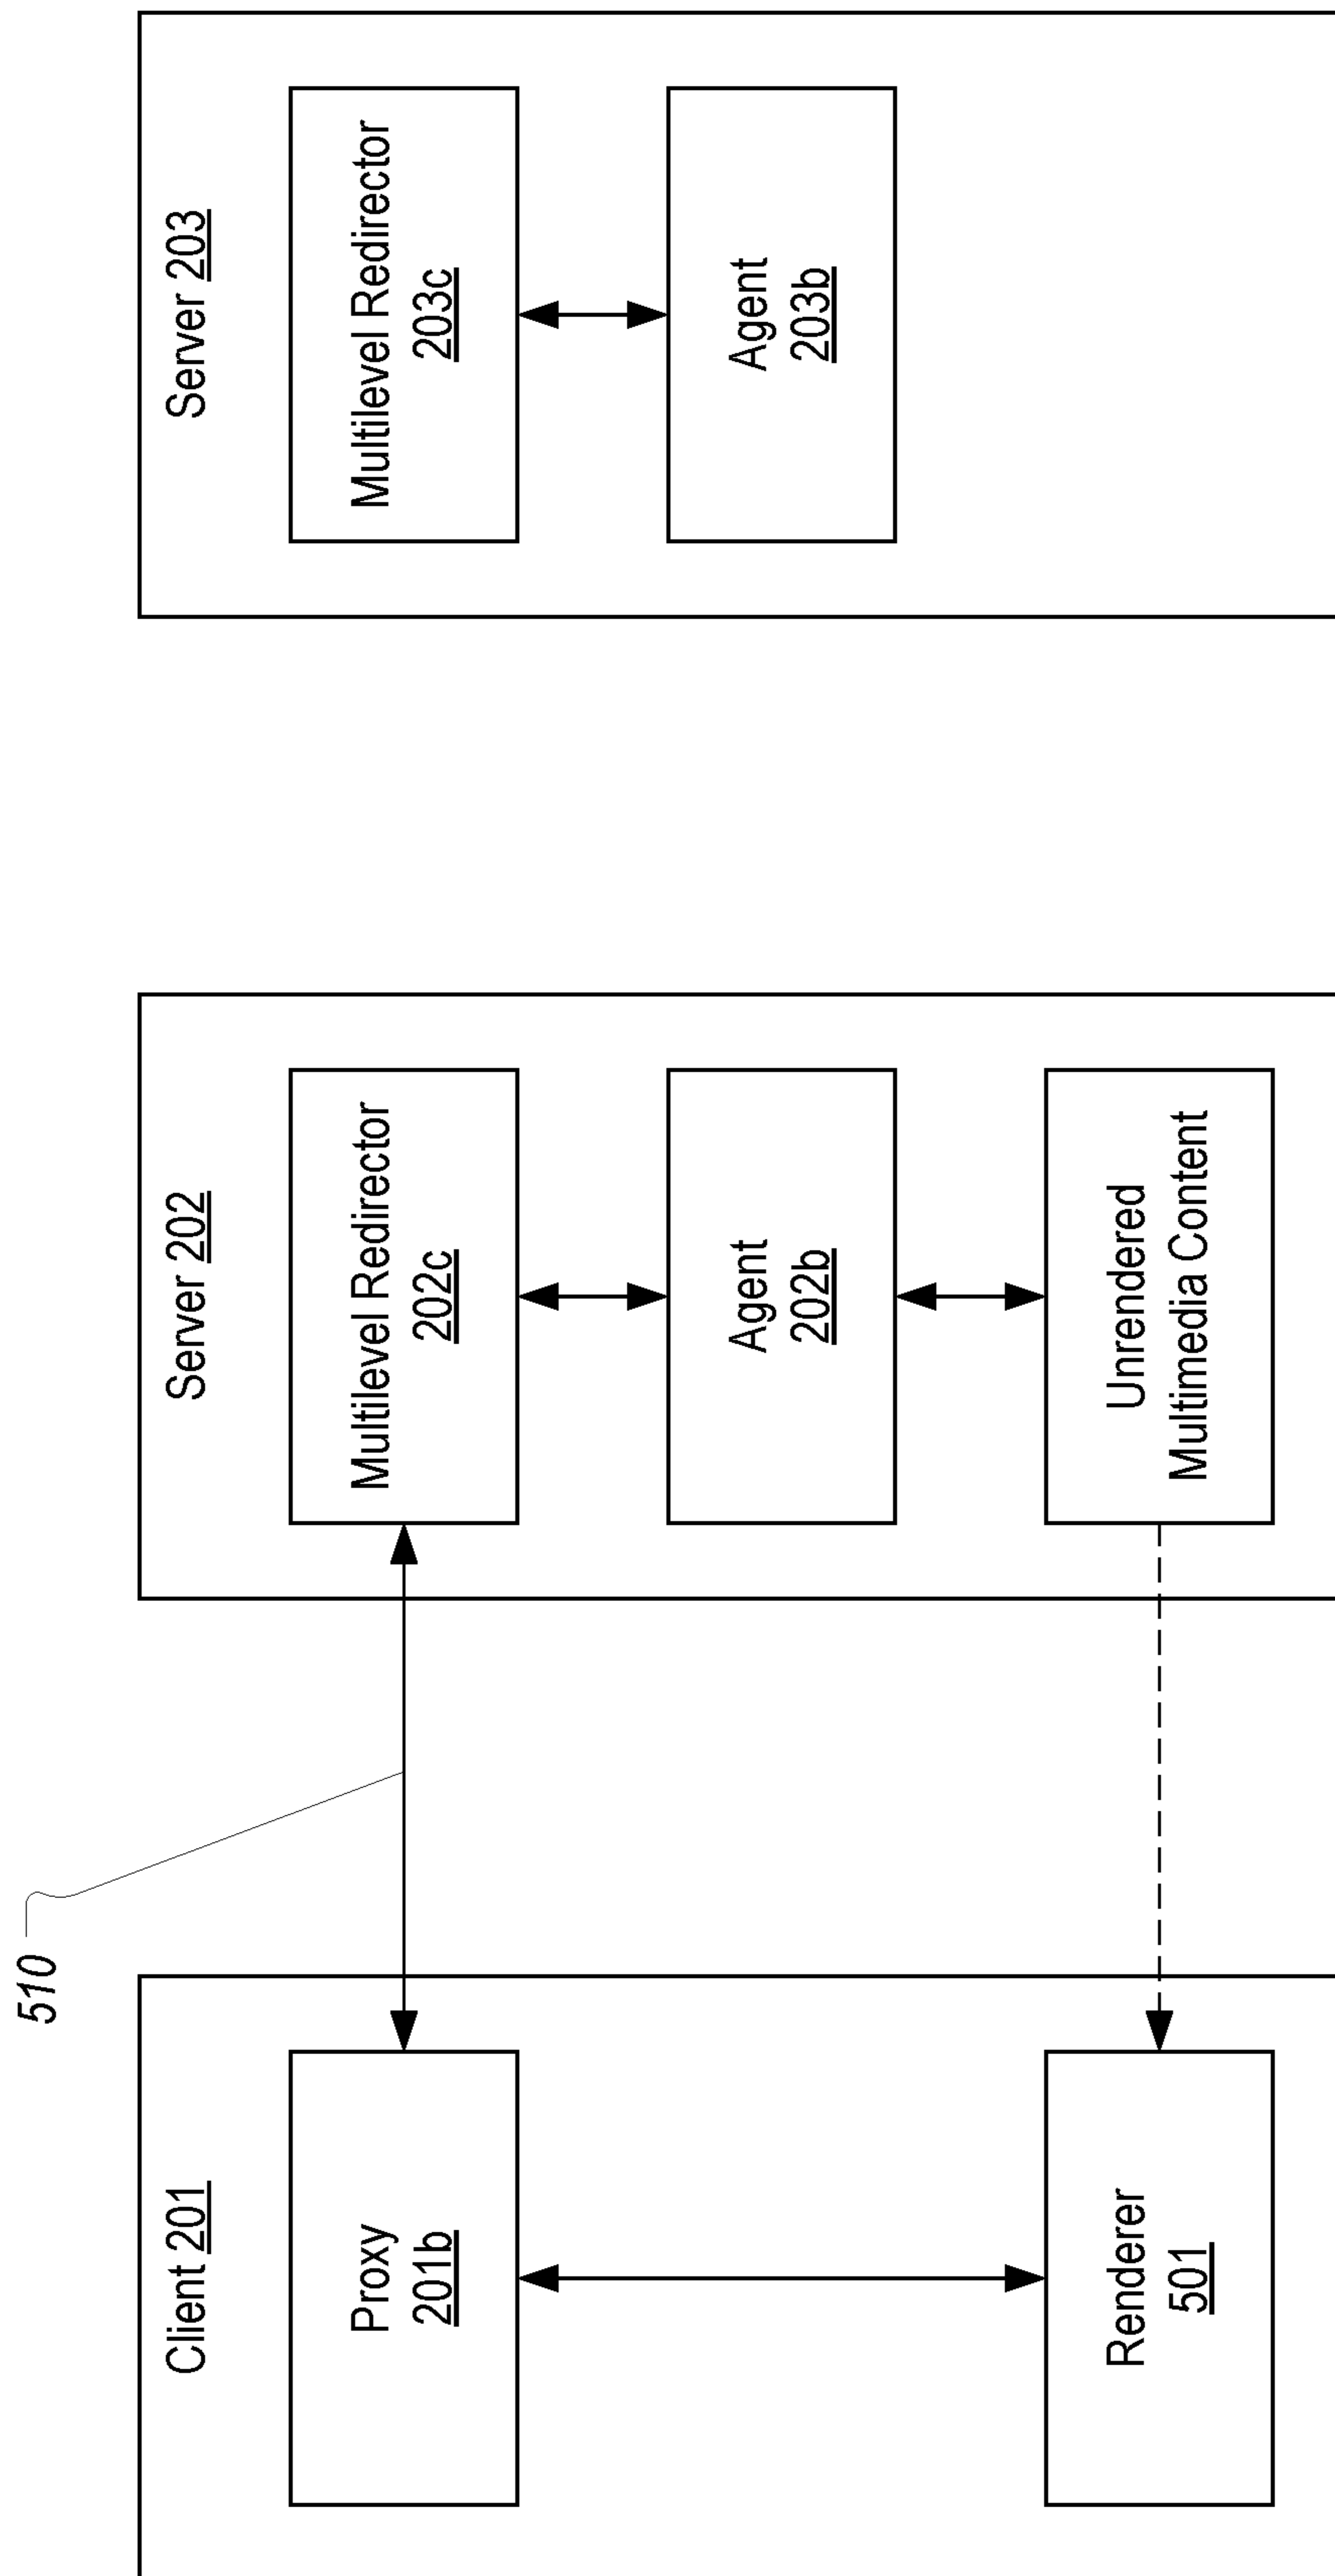 510
Client 201
Proxy
201b
Renderer
501
Server 202
Multilevel Redirector
202c
Agent
202b
Unrendered
Multimedia Content
Server 203
Multilevel Redirector
203c
Agent
203b